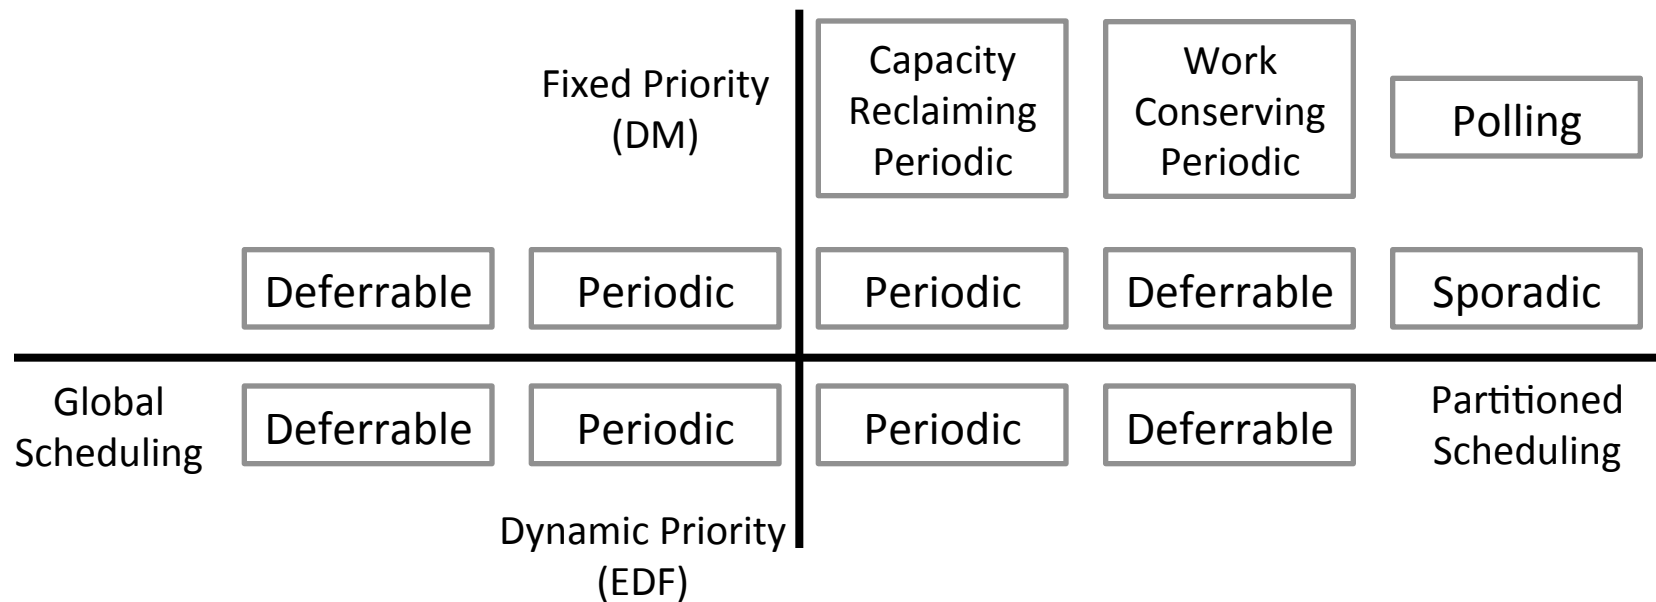 Fixed Priority
(DM)
Capacity
Reclaiming
Periodic
Work
Conserving
Periodic
Polling
Deferrable
Periodic
Periodic
Deferrable
Sporadic
Global
Scheduling
Deferrable
Periodic
Periodic
Deferrable
Partitioned
Scheduling
Dynamic Priority
(EDF)